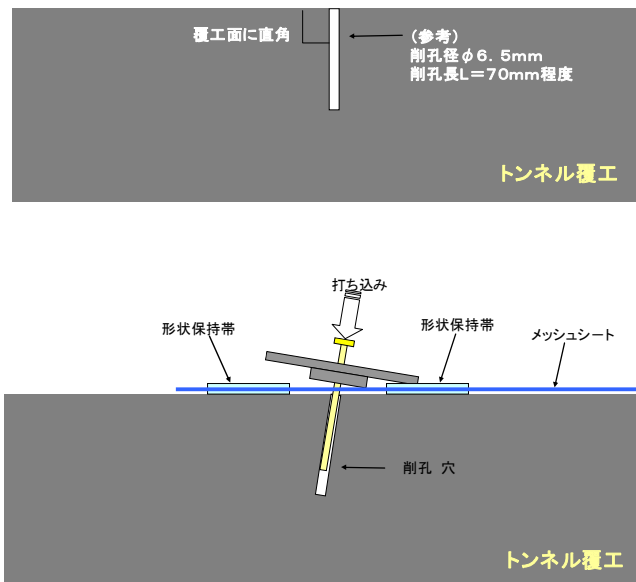 覆工面に直角
(参考)
削孔径φ6．5mm
削孔長L＝70mm程度
トンネル覆工
打ち込み
形状保持帯
形状保持帯
メッシュシート
削孔 穴
トンネル覆工